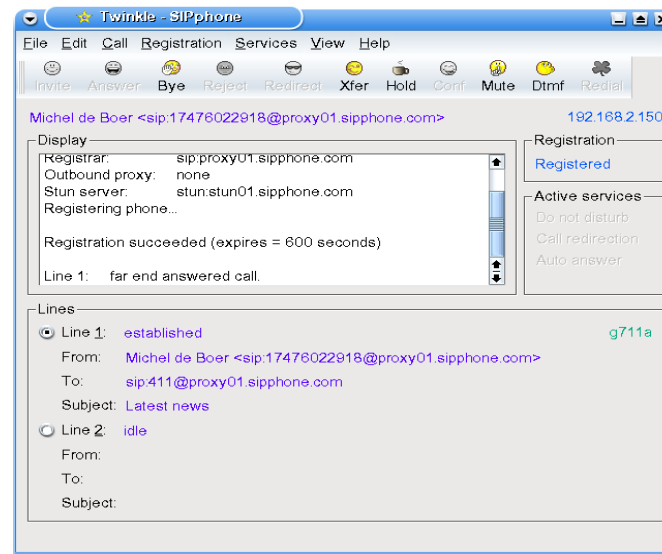 Twinkle - SIPphone
File Edit Call Registration Services View Help
Invite Answer Bye Reject Redirect Xfer Hold Conf Mute Dtmf Redial
Michel de Boer <sip:17476022918@proxy01.sipphone.com> 192.168.2.150
Display
Registrar: sip:proxy01.sipphone.com
Outbound proxy: none
Stun server: stun:stun01.sipphone.com
Registering phone...
Registration succeeded (expires = 600 seconds)
Line 1: far end answered call.
Registration
Registered
Active services
Do not disturb
Call redirection
Auto answer
Lines
Line 1: established g711a
From: Michel de Boer <sip:17476022918@proxy01.sipphone.com>
To: sip:411@proxy01.sipphone.com
Subject: Latest news
Line 2: idle
From:
To:
Subject: